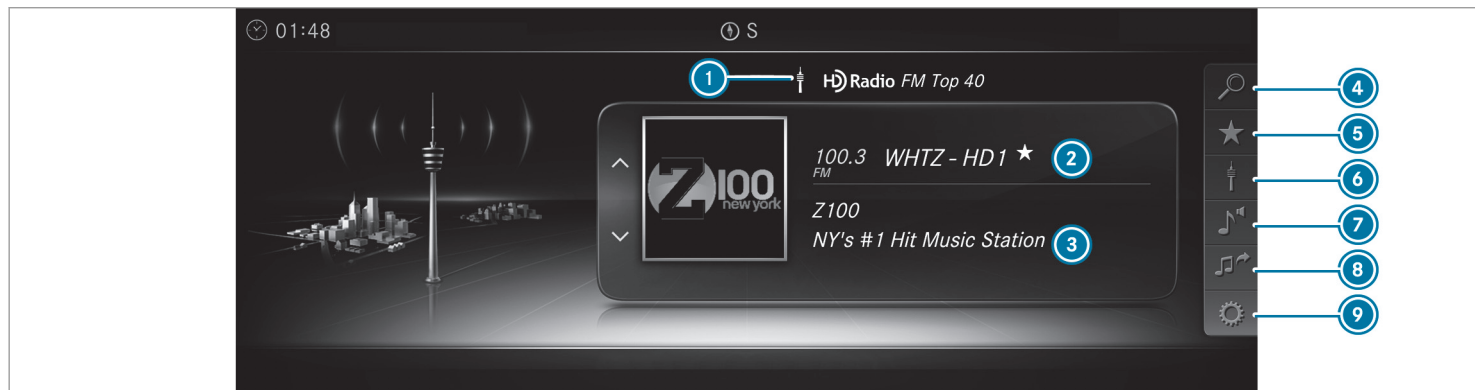 01:48
S
1
HD Radio FM Top 40
100.3 WHTZ - HD1 ★ 2
FM
Z100
new york
Z100
NY's #1 Hit Music Station 3
4
5
6
7
8
9